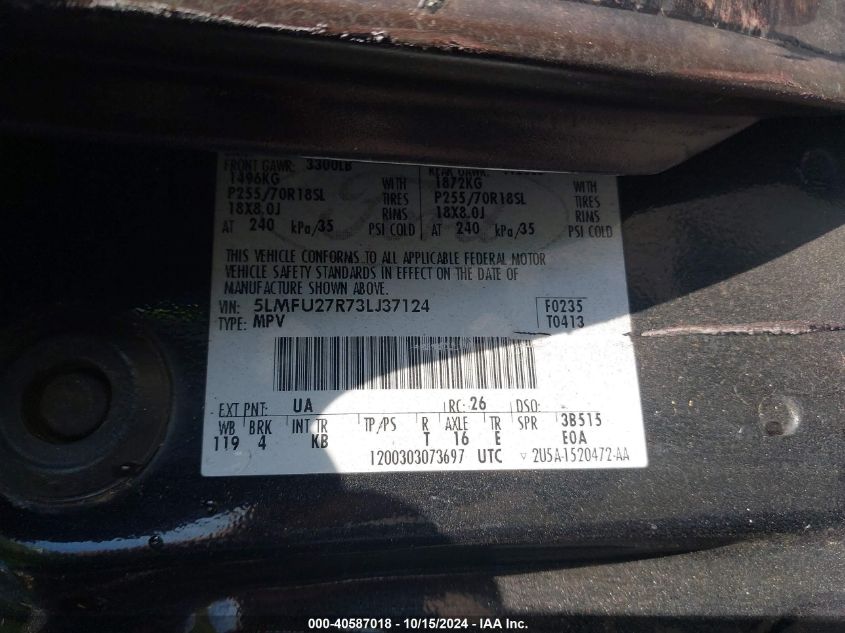 FRONT GAWR: 3300LB
1496KG WITH 1872KG WITH
P255/70R18SL TIRES P255/70R18SL TIRES
18X8.0J RIMS 18X8.0J RIMS
AT 240 kPa/35 PSI COLD AT 240 kPa/35 PSI COLD
THIS VEHICLE CONFORMS TO ALL APPLICABLE FEDERAL MOTOR
VEHICLE SAFETY STANDARDS IN EFFECT ON THE DATE OF
MANUFACTURE SHOWN ABOVE.
VIN: 5LMFU27R73LJ37124 F0235
TYPE: MPV T0413
EXT PNT: UA RC: 26 DSO:
WB BRK INT TR TP/PS R AXLE TR SPR 3B515
119 4 KB T 16 E EOA
1200303073697 UTC ▽ 2U5A-1520472-AA
000-40587018 - 10/15/2024 - IAA Inc.